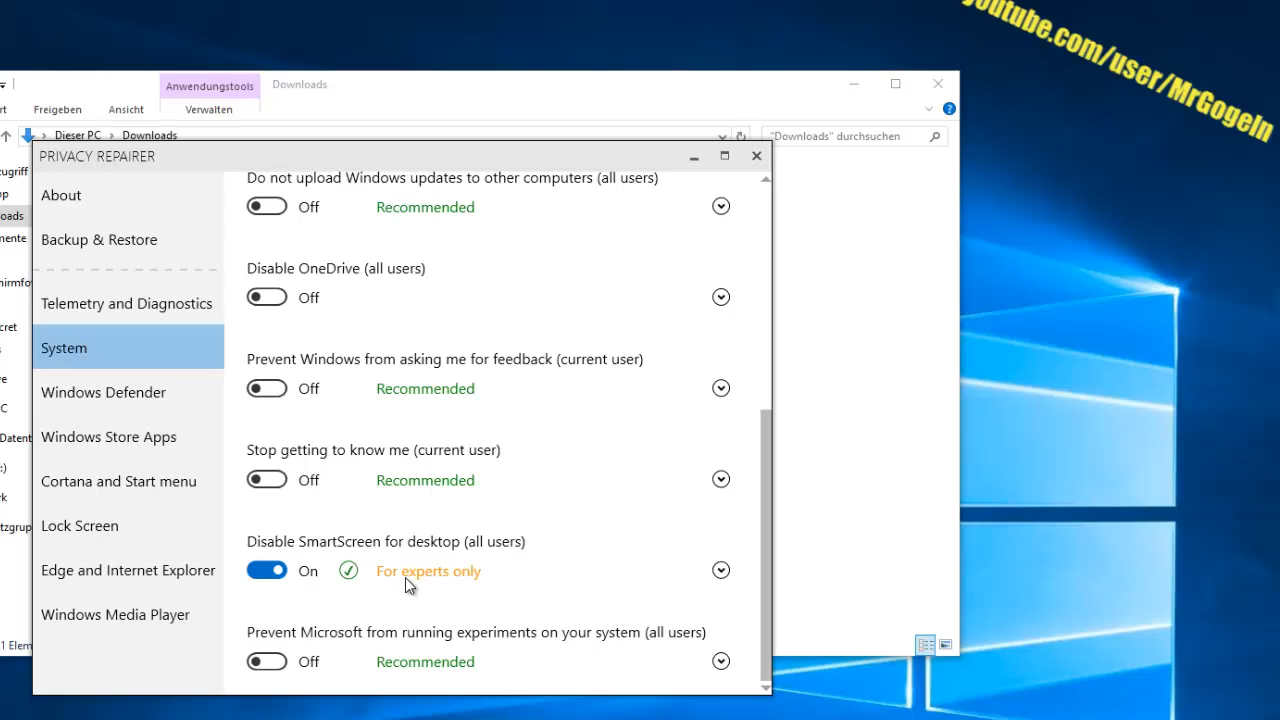 youtube.com/user/MrGogeln
Anwendungstools
Downloads
Freigeben
Ansicht
Verwalten
Dieser PC
Downloads
"Downloads" durchsuchen
PRIVACY REPAIRER
About
Backup & Restore
Telemetry and Diagnostics
System
Windows Defender
Windows Store Apps
Cortana and Start menu
Lock Screen
Edge and Internet Explorer
Windows Media Player
Do not upload Windows updates to other computers (all users)
Off Recommended
Disable OneDrive (all users)
Off
Prevent Windows from asking me for feedback (current user)
Off Recommended
Stop getting to know me (current user)
Off Recommended
Disable SmartScreen for desktop (all users)
On For experts only
Prevent Microsoft from running experiments on your system (all users)
Off Recommended
1 Elem